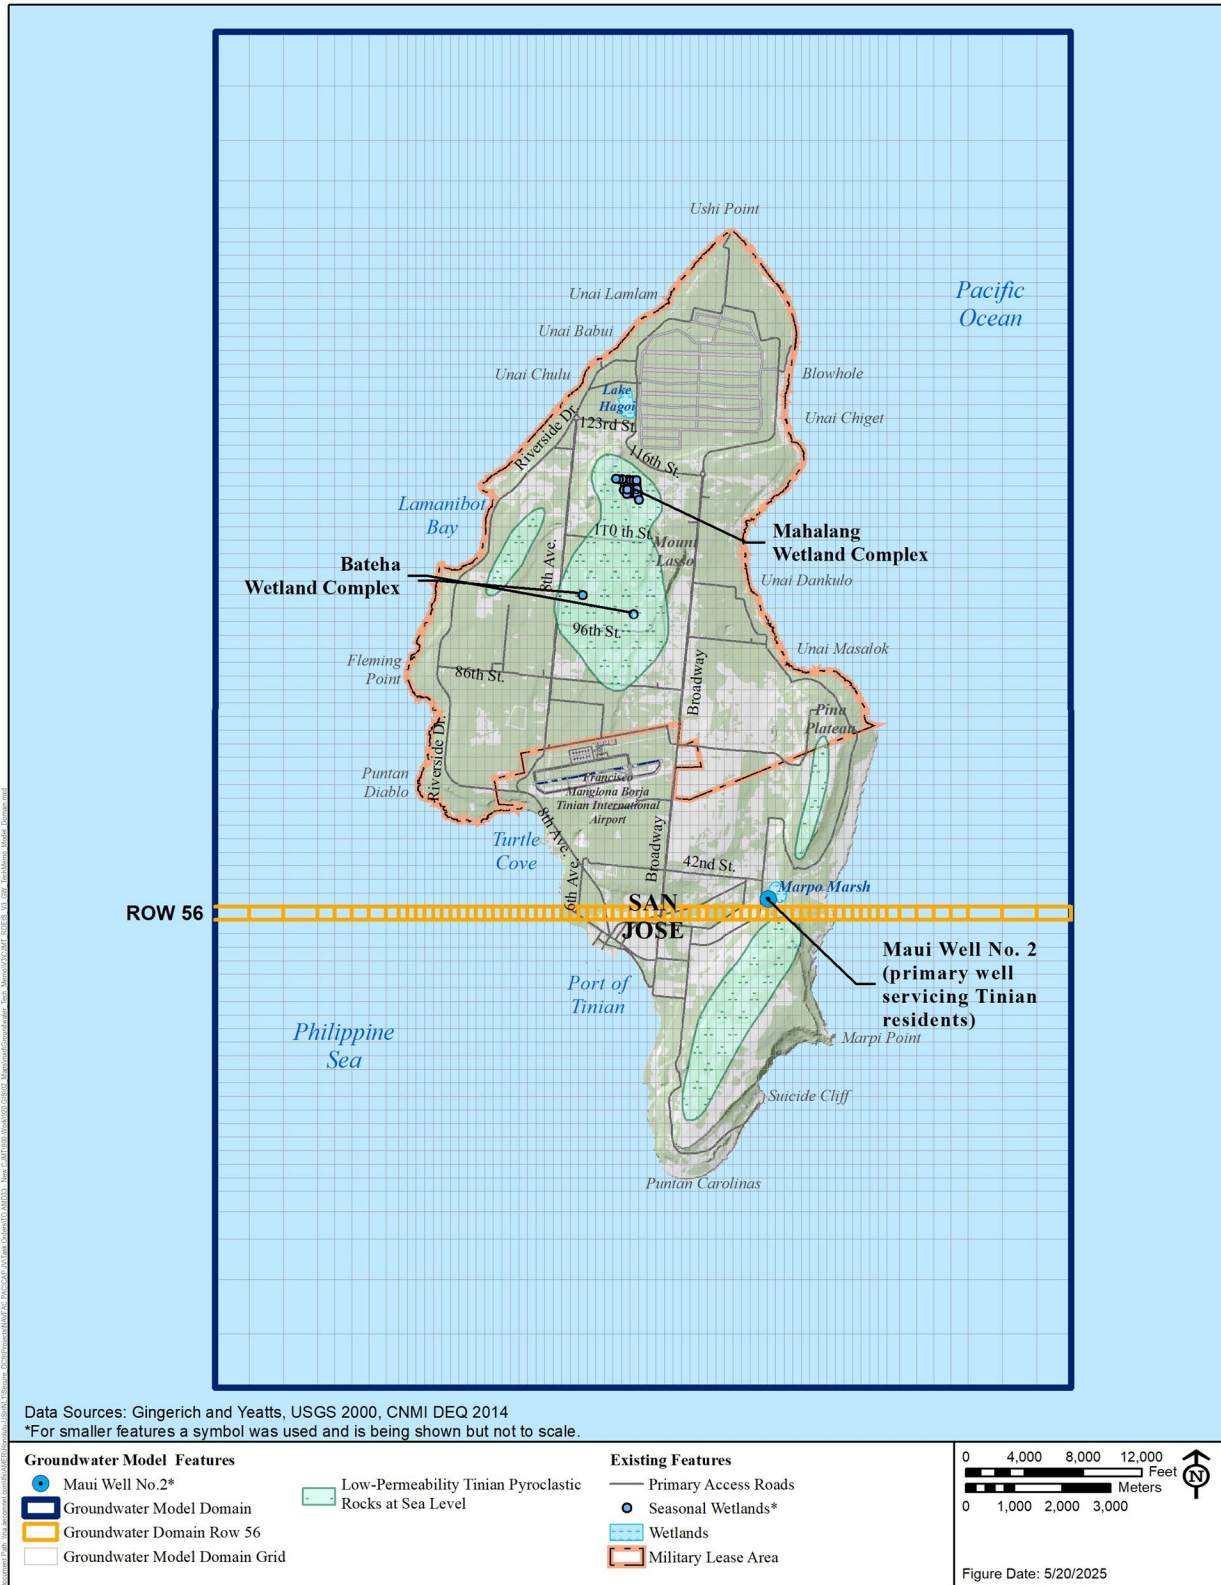 Ushi Point
Pacific
Ocean
Unai Lamlam
Unai Babui
Unai Chulu
Blowhole
Lake
Hagoi
Unai Chiget
123rd St.
Riverside Dr.
116th St.
Lamanibot
Bay
110 th St.
Mount
Lasso
Mahalang
Wetland Complex
8th Ave.
Bateha
Wetland Complex
Unai Dankulo
96th St.
Unai Masalok
Fleming
Point
86th St.
Broadway
Pina
Plateau
Riverside Dr.
Puntan
Diablo
Francisco
Manglona Borja
Tinian International
Airport
8th Ave.
Turtle
Cove
Broadway
42nd St.
6th Ave.
Marpo Marsh
ROW 56
SAN
JOSE
Maui Well No. 2
(primary well
servicing Tinian
residents)
Port of
Tinian
Philippine
Sea
Marpi Point
Suicide Cliff
Puntan Carolinas
Data Sources: Gingerich and Yeatts, USGS 2000, CNMI DEQ 2014
*For smaller features a symbol was used and is being shown but not to scale.
Groundwater Model Features
Maui Well No.2*
Groundwater Model Domain
Groundwater Domain Row 56
Groundwater Model Domain Grid
Low-Permeability Tinian Pyroclastic
Rocks at Sea Level
Existing Features
Primary Access Roads
Seasonal Wetlands*
Wetlands
Military Lease Area
0 4,000 8,000 12,000
Feet
Meters
0 1,000 2,000 3,000
N
Figure Date: 5/20/2025